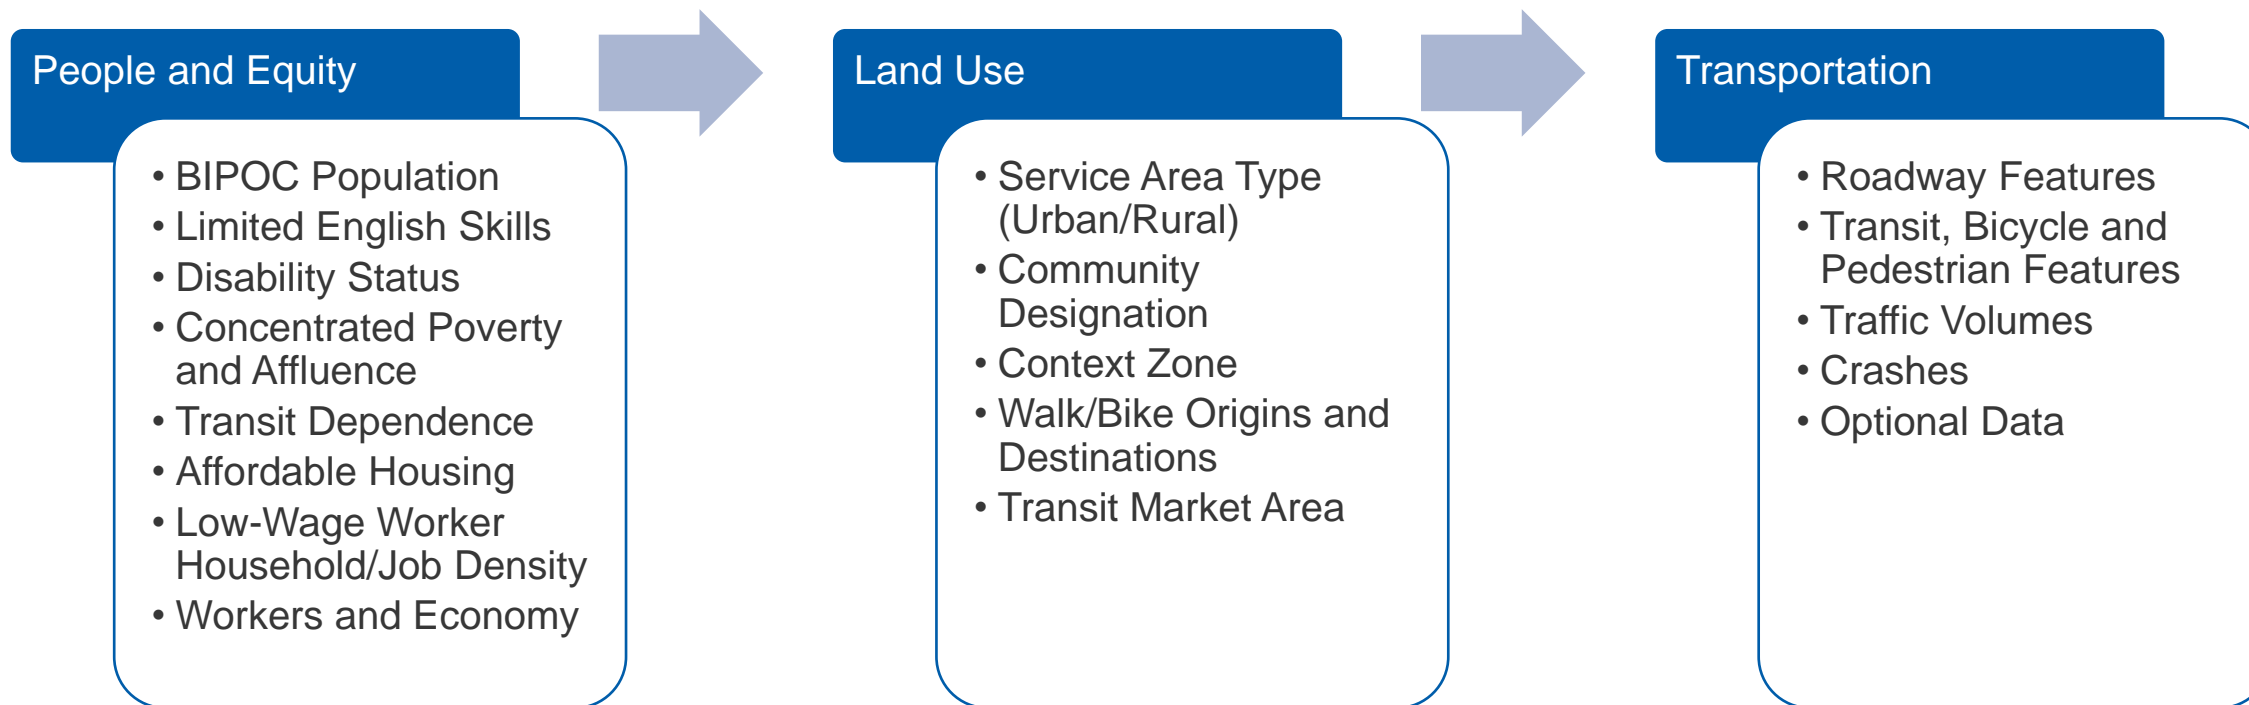 People and Equity
• BIPOC Population
• Limited English Skills
• Disability Status
• Concentrated Poverty
and Affluence
• Transit Dependence
• Affordable Housing
• Low-Wage Worker
Household/Job Density
• Workers and Economy
Land Use
• Service Area Type
(Urban/Rural)
• Community
Designation
• Context Zone
• Walk/Bike Origins and
Destinations
• Transit Market Area
Transportation
• Roadway Features
• Transit, Bicycle and
Pedestrian Features
• Traffic Volumes
• Crashes
• Optional Data